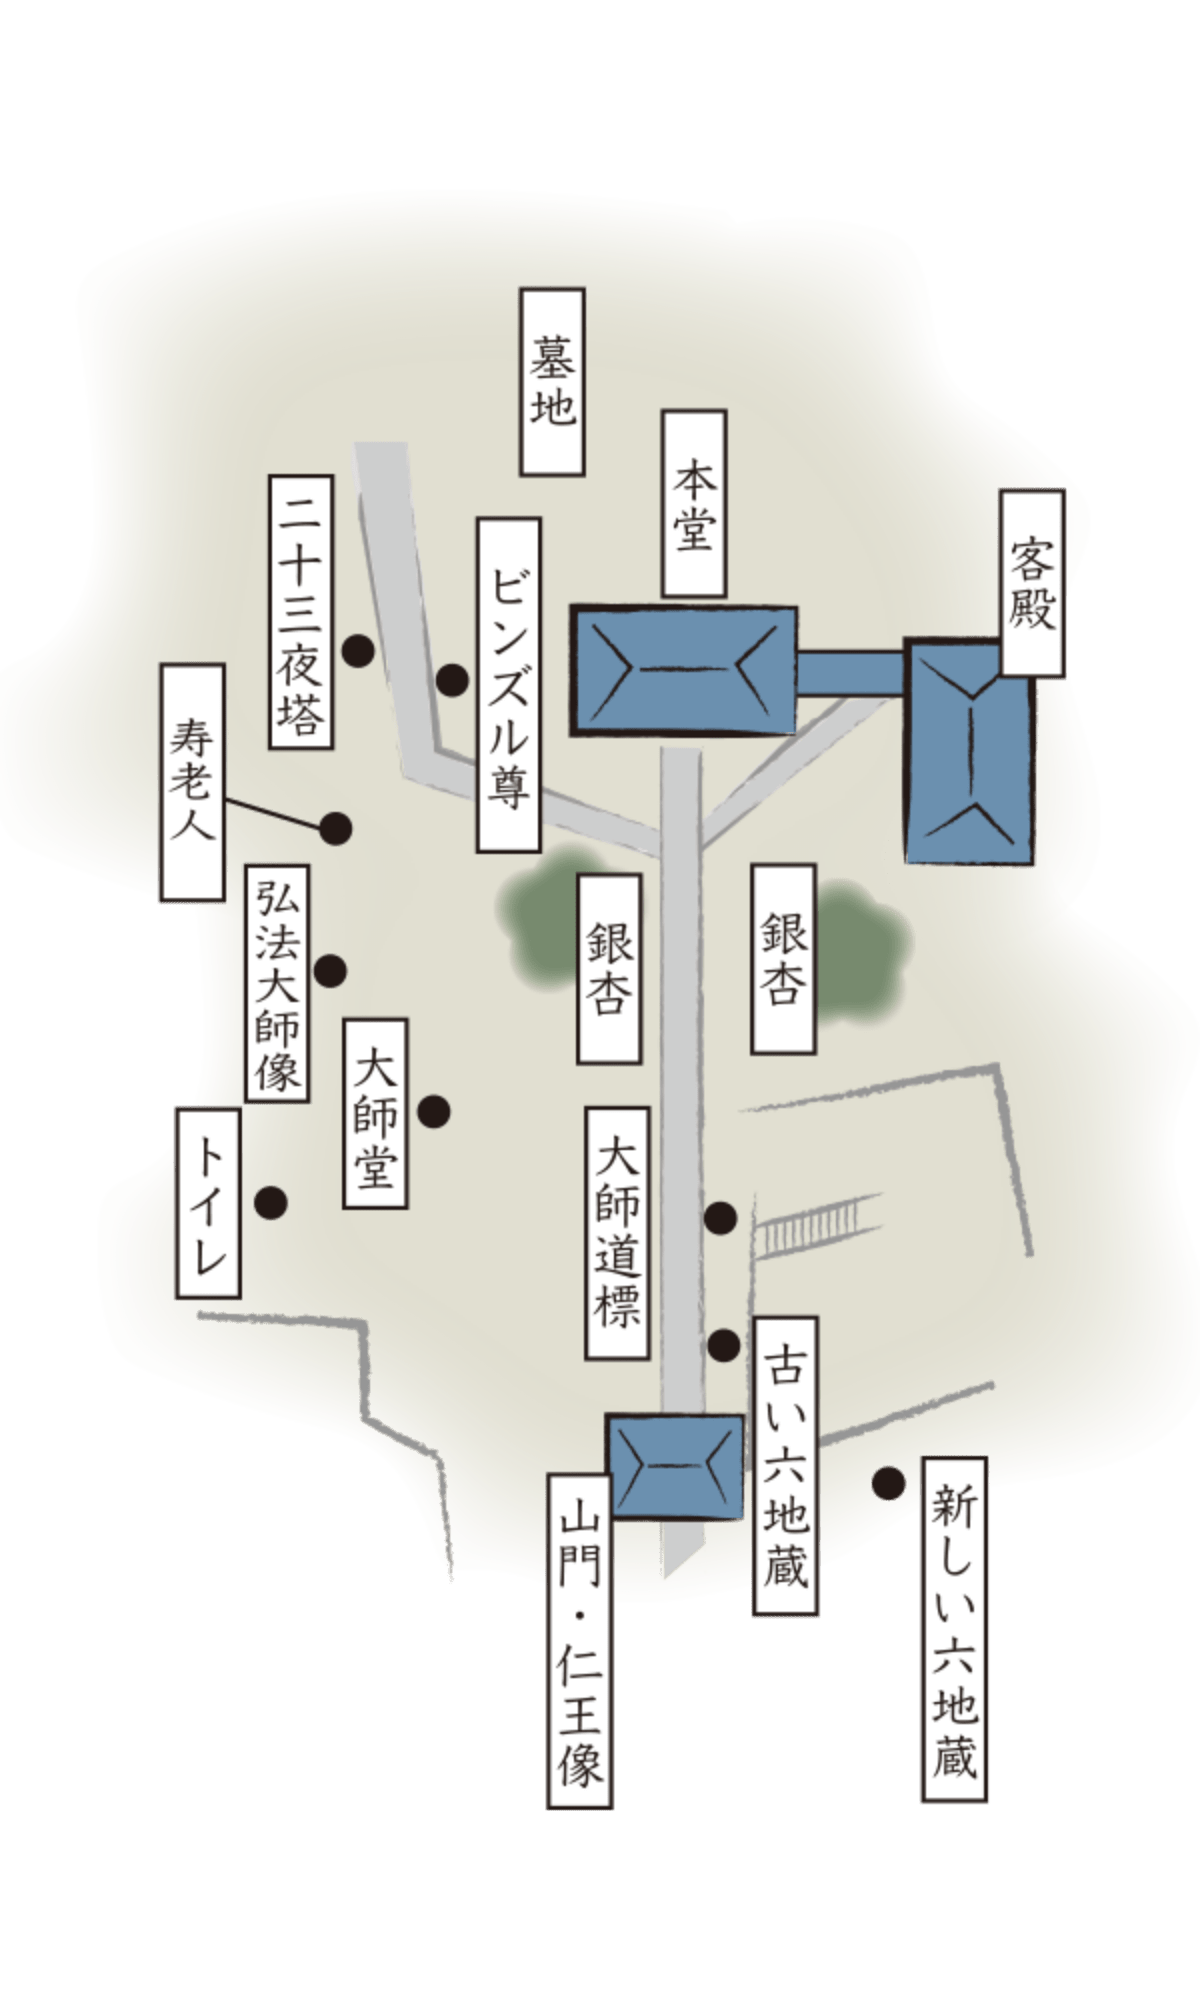 墓地
本堂
客殿
二十三夜塔
ビンズル尊
寿老人
弘法大師像
銀杏
銀杏
大師堂
トイレ
大師道標
古い六地蔵
新しい六地蔵
山門・仁王像